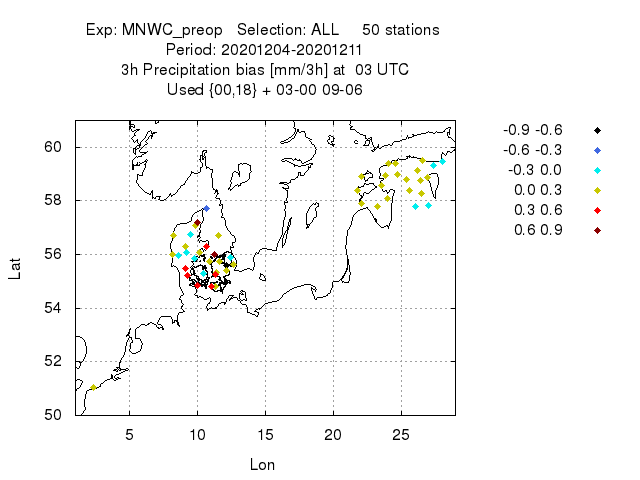 Exp: MNWC_preop   Selection: ALL     50 stations
Period: 20201204-20201211
3h Precipitation bias [mm/3h] at  03 UTC
Used {00,18} + 03-00 09-06
-0.9 -0.6
-0.6 -0.3
-0.3 0.0
0.0 0.3
0.3 0.6
0.6 0.9
60
58
56
54
52
50
Lat
5
10
15
20
25
Lon